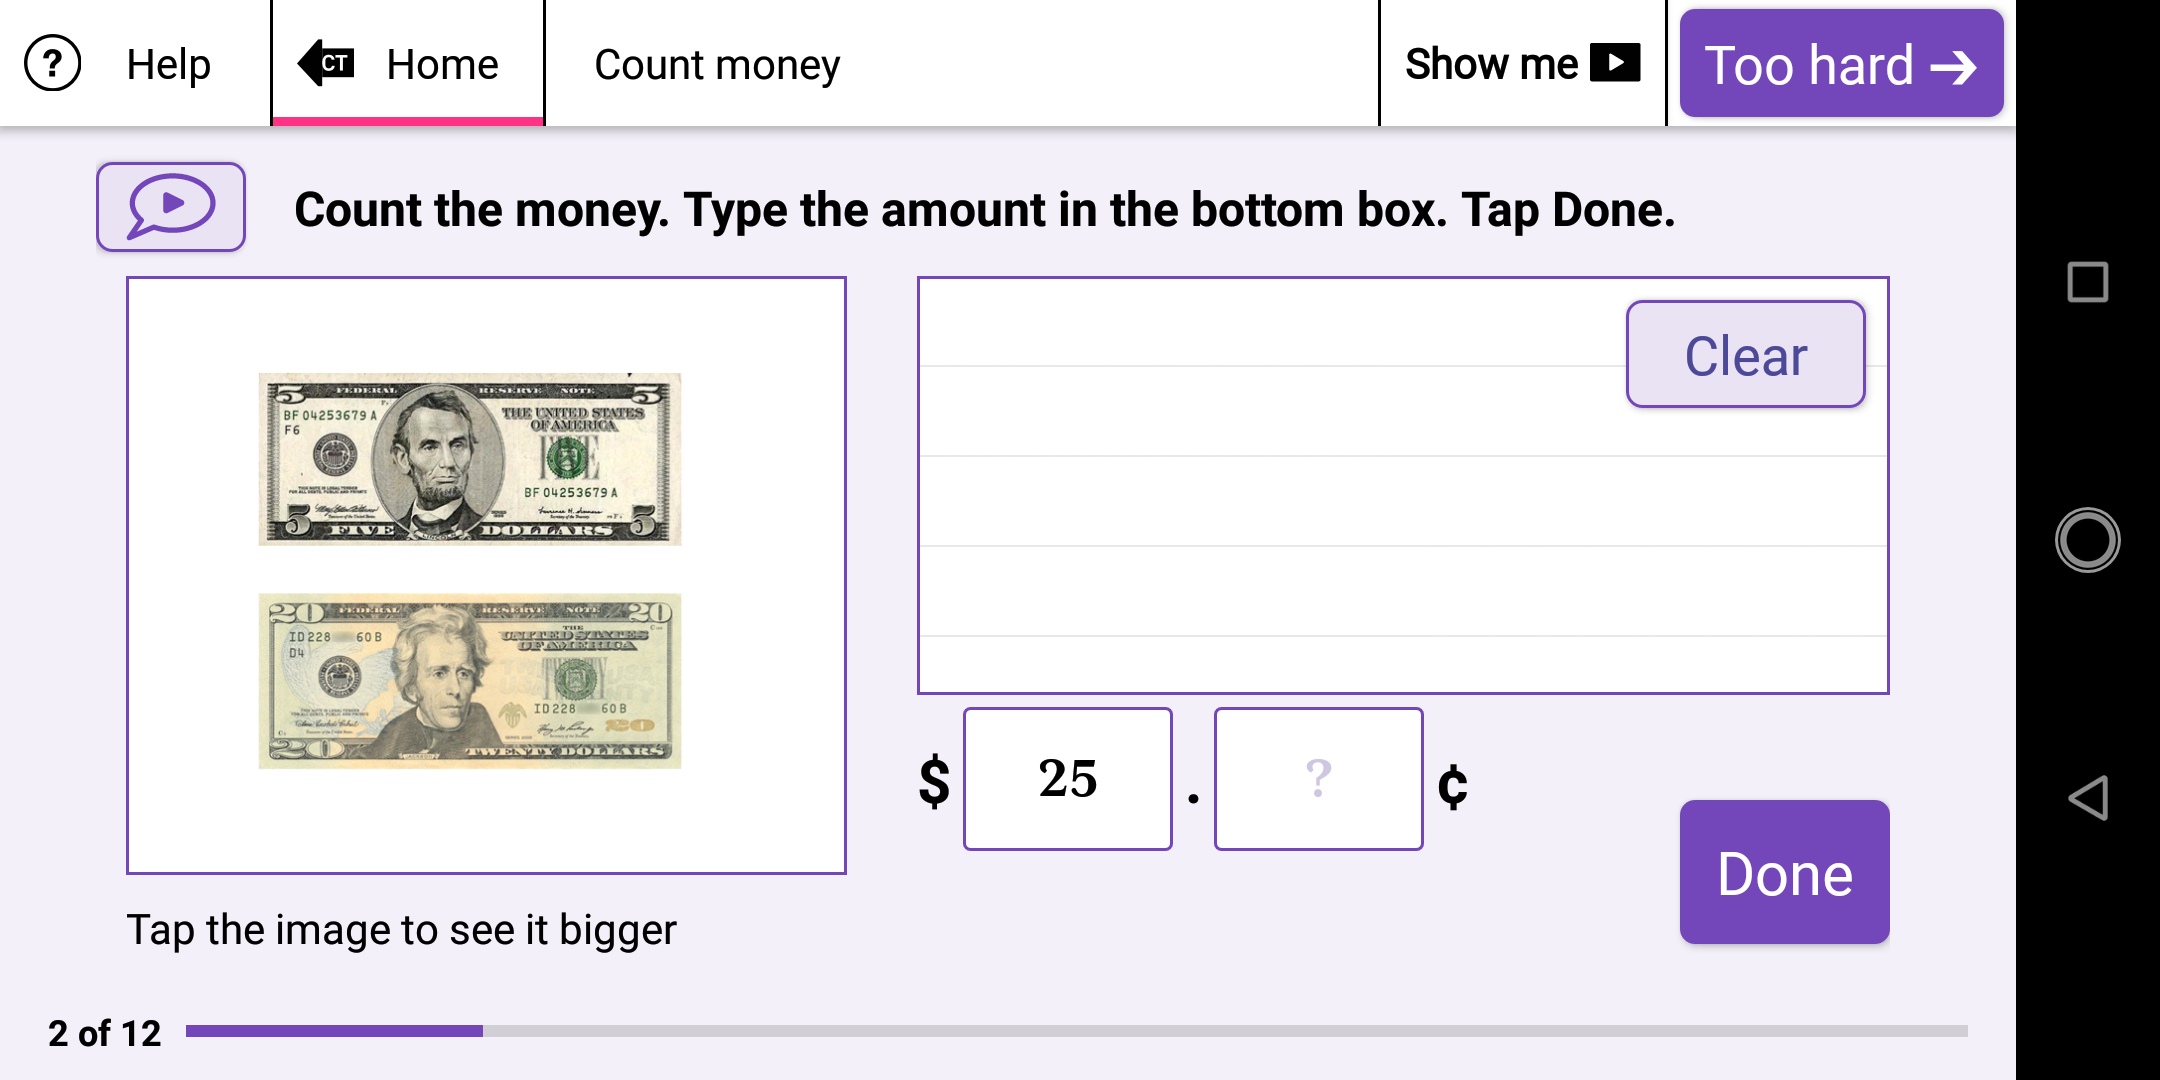 ? Help
CT Home
Count money
Show me
Too hard →
Count the money. Type the amount in the bottom box. Tap Done.
5 FEDERAL RESERVE NOTE 5
BF 04253679 A
F6
THE UNITED STATES
OF AMERICA
BF 04253679 A
5 FIVE DOLLARS 5
LINCOLN
20 FEDERAL RESERVE NOTE 20
ID 228 60 B
D4
THE
UNITED STATES
OF AMERICA
ID 228 60 B
20
20 TWENTY DOLLARS
Clear
$ 25 . ? ¢
Done
Tap the image to see it bigger
2 of 12